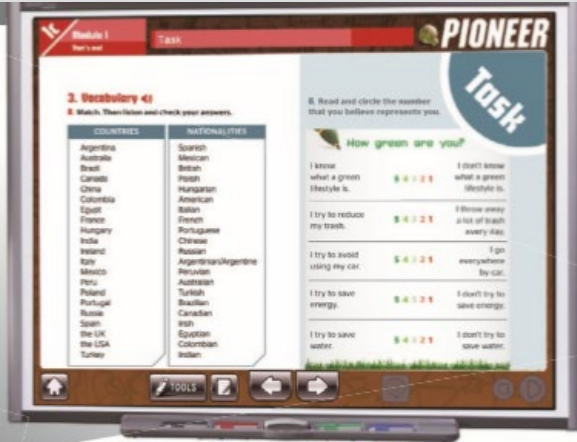 1c
Module 1
Task
PIONEER
Task
3. Vocabulary
B. Match. Then listen and check your answers.
COUNTRIES
Argentina
Australia
Brazil
Canada
China
Colombia
Egypt
France
Hungary
India
Ireland
Italy
Mexico
Peru
Poland
Portugal
Russia
Spain
the UK
the USA
Turkey
NATIONALITIES
Spanish
Mexican
British
Polish
Hungarian
American
Italian
French
Portuguese
Chinese
Russian
Argentinian/Argentine
Peruvian
Australian
Turkish
Brazilian
Canadian
Irish
Egyptian
Colombian
Indian
B. Read and circle the number
that you believe represents you.
How green are you?
I know
what a green
lifestyle is.
5 4 3 2 1
I don't know
what a green
lifestyle is.
I try to reduce
my trash.
5 4 3 2 1
I throw away
a lot of trash
every day.
I try to avoid
using my car.
5 4 3 2 1
I go
everywhere
by car.
I try to save
energy.
5 4 3 2 1
I don't try to
save energy.
I try to save
water.
5 4 3 2 1
I don't try to
save water.
TOOLS